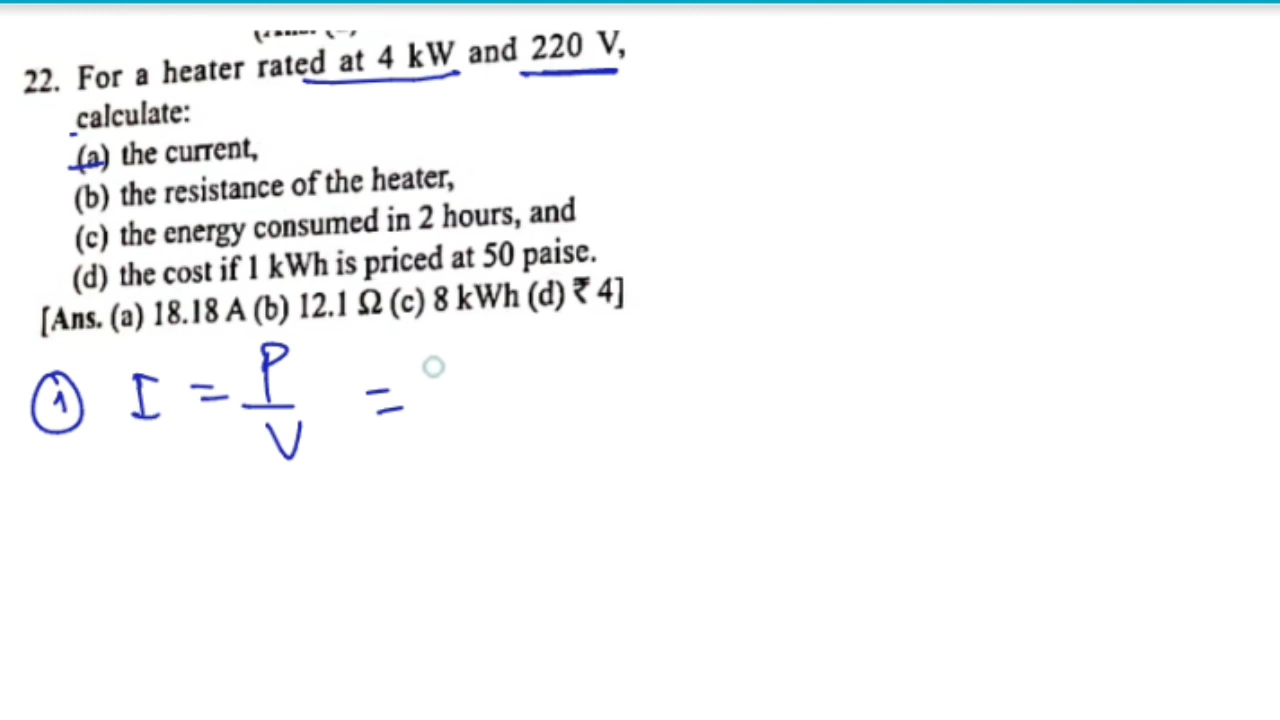 22. For a heater rated at 4 kW and 220 V,
calculate:
(a) the current,
(b) the resistance of the heater,
(c) the energy consumed in 2 hours, and
(d) the cost if 1 kWh is priced at 50 paise.
[Ans. (a) 18.18 A (b) 12.1 Ω (c) 8 kWh (d) ₹ 4]
(i) I = P/V =